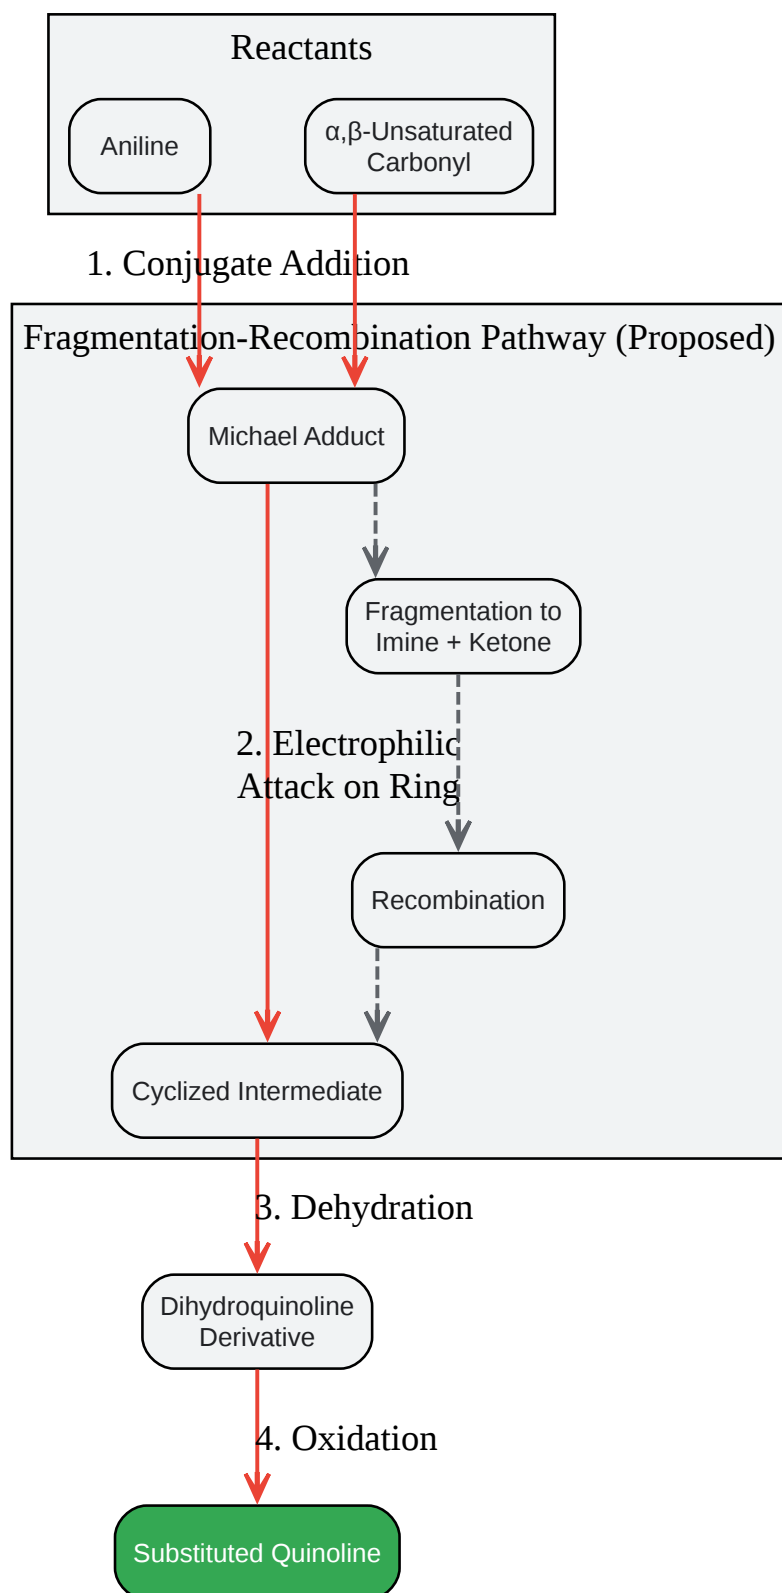 Reactants
Aniline
α,β-Unsaturated
Carbonyl
1. Conjugate Addition
Fragmentation-Recombination Pathway (Proposed)
Michael Adduct
Fragmentation to
Imine + Ketone
2. Electrophilic
Attack on Ring
Recombination
Cyclized Intermediate
3. Dehydration
Dihydroquinoline
Derivative
4. Oxidation
Substituted Quinoline